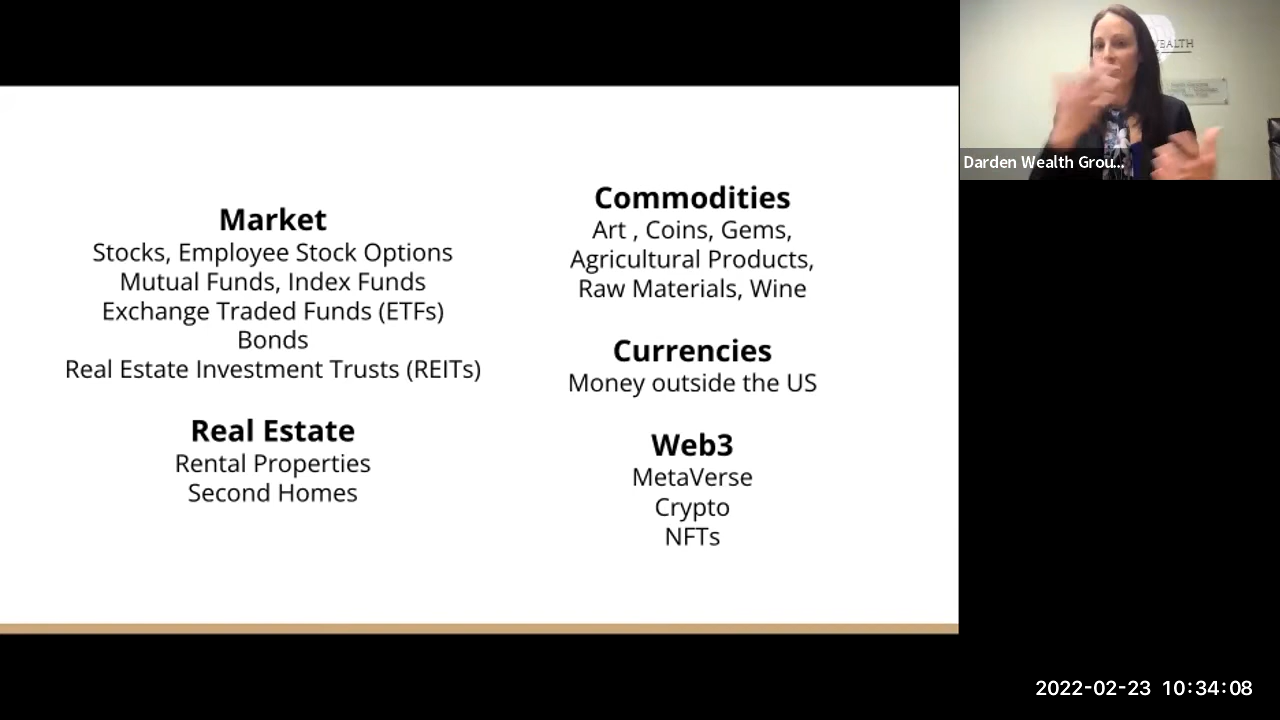 Market
Stocks, Employee Stock Options
Mutual Funds, Index Funds
Exchange Traded Funds (ETFs)
Bonds
Real Estate Investment Trusts (REITs)
Real Estate
Rental Properties
Second Homes
Commodities
Art , Coins, Gems,
Agricultural Products,
Raw Materials, Wine
Currencies
Money outside the US
Web3
MetaVerse
Crypto
NFTs
Darden Wealth Grou...
2022-02-23 10:34:08